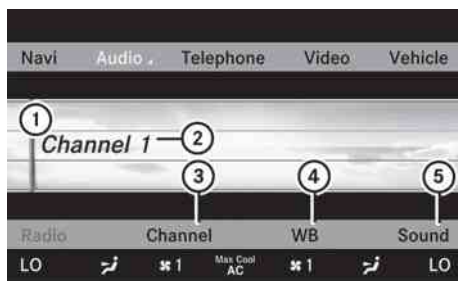 Navi Audio Telephone Video Vehicle
1
Channel 1 2
3 4 5
Radio Channel WB Sound
LO 1 Max Cool AC 1 LO